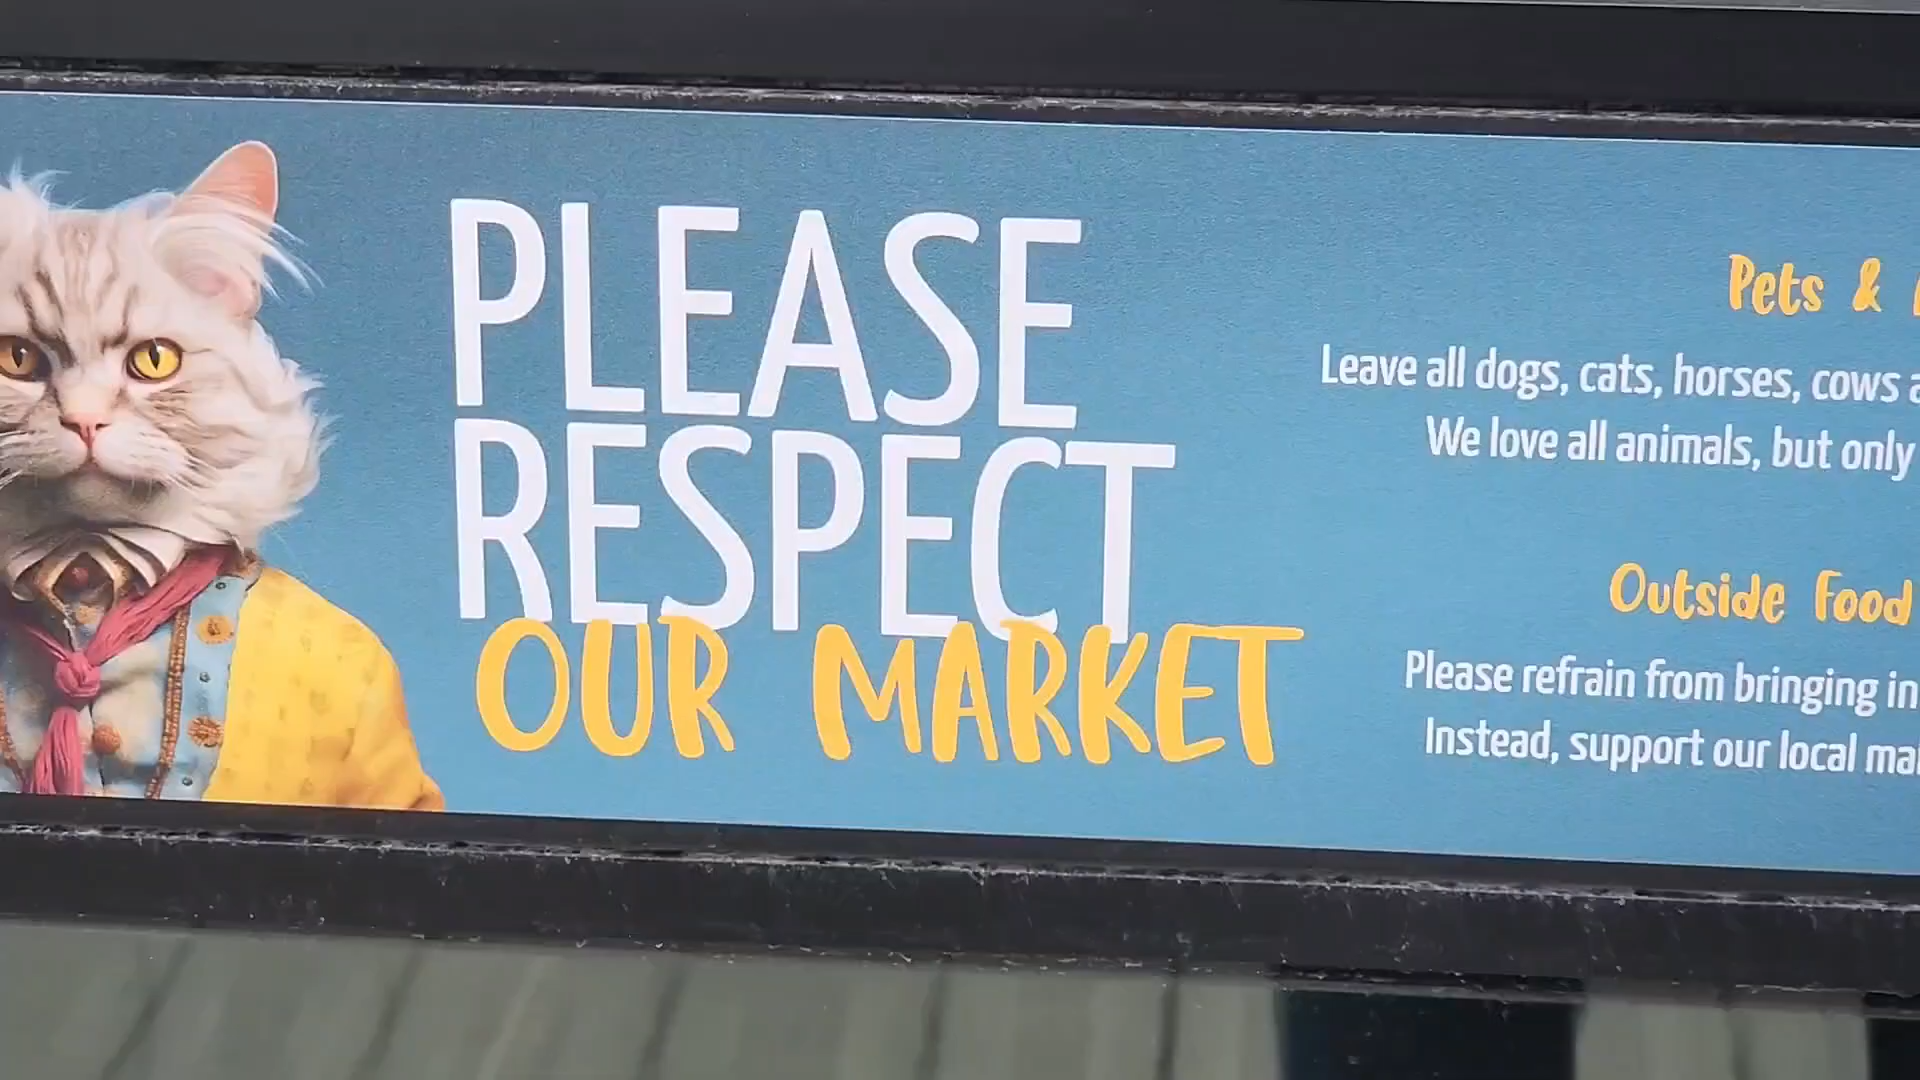 PLEASE
RESPECT
OUR MARKET
Pets &
Leave all dogs, cats, horses, cows
We love all animals, but only
Outside Food
Please refrain from bringing in
Instead, support our local